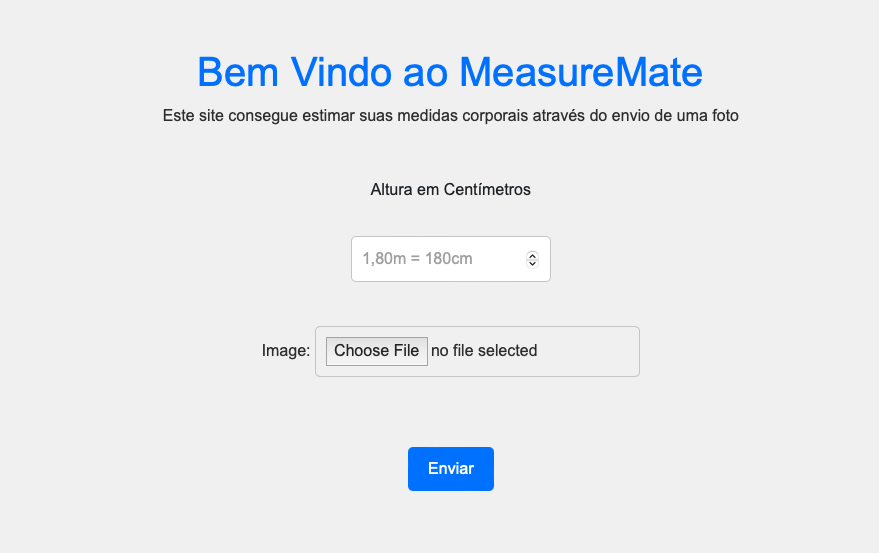 Bem Vindo ao MeasureMate
Este site consegue estimar suas medidas corporais através do envio de uma foto
Altura em Centímetros
1,80m = 180cm
Image: Choose File no file selected
Enviar